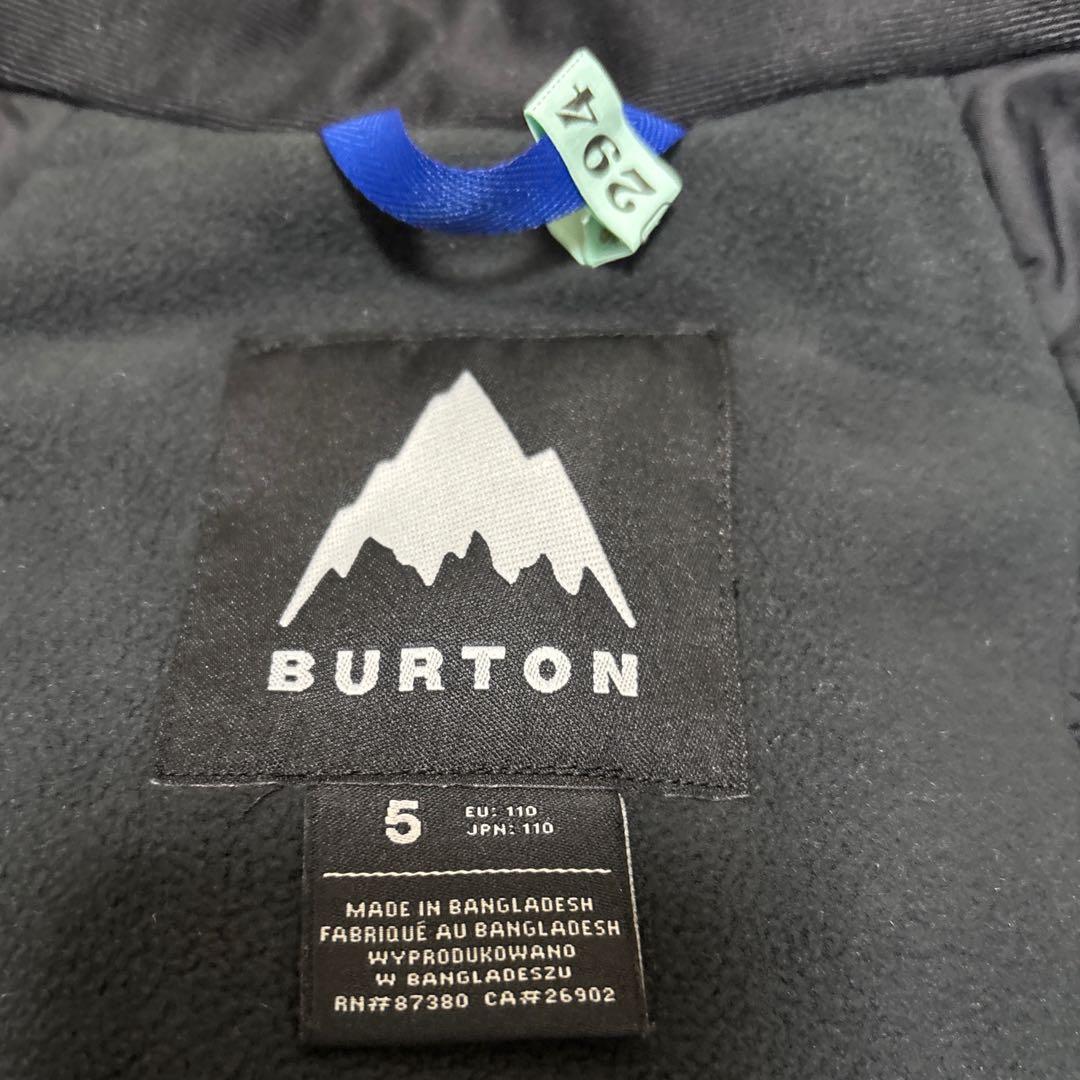 294
BURTON
5
EU: 110
JPN: 110
MADE IN BANGLADESH
FABRIQUÉ AU BANGLADESH
WYPRODUKOWANO
W BANGLADESZU
RN#87380 CA#26902